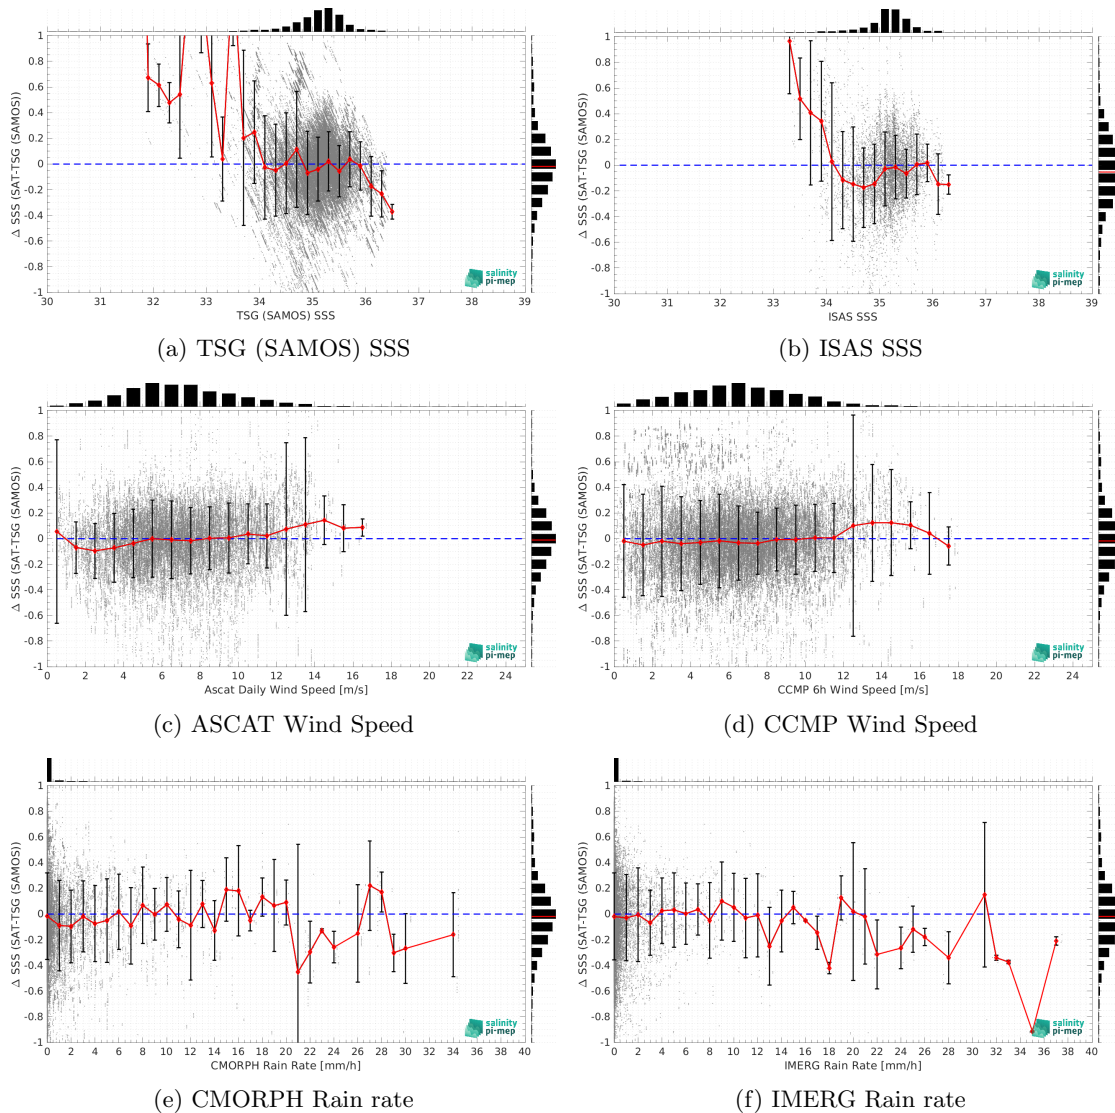 1
0.8
0.6
0.4
0.2
0
-0.2
-0.4
-0.6
-0.8
-1
Δ SSS (SAT-TSG (SAMOS))
30 31 32 33 34 35 36 37 38 39
TSG (SAMOS) SSS
salinity
pi-mep
(a) TSG (SAMOS) SSS
1
0.8
0.6
0.4
0.2
0
-0.2
-0.4
-0.6
-0.8
-1
Δ SSS (SAT-TSG (SAMOS))
30 31 32 33 34 35 36 37 38 39
ISAS SSS
salinity
pi-mep
(b) ISAS SSS
1
0.8
0.6
0.4
0.2
0
-0.2
-0.4
-0.6
-0.8
-1
Δ SSS (SAT-TSG (SAMOS))
0 2 4 6 8 10 12 14 16 18 20 22 24
Ascat Daily Wind Speed [m/s]
salinity
pi-mep
(c) ASCAT Wind Speed
1
0.8
0.6
0.4
0.2
0
-0.2
-0.4
-0.6
-0.8
-1
Δ SSS (SAT-TSG (SAMOS))
0 2 4 6 8 10 12 14 16 18 20 22 24
CCMP 6h Wind Speed [m/s]
salinity
pi-mep
(d) CCMP Wind Speed
1
0.8
0.6
0.4
0.2
0
-0.2
-0.4
-0.6
-0.8
-1
Δ SSS (SAT-TSG (SAMOS))
0 2 4 6 8 10 12 14 16 18 20 22 24 26 28 30 32 34 36 38 40
CMORPH Rain Rate [mm/h]
salinity
pi-mep
(e) CMORPH Rain rate
1
0.8
0.6
0.4
0.2
0
-0.2
-0.4
-0.6
-0.8
-1
Δ SSS (SAT-TSG (SAMOS))
0 2 4 6 8 10 12 14 16 18 20 22 24 26 28 30 32 34 36 38 40
IMERG Rain Rate [mm/h]
salinity
pi-mep
(f) IMERG Rain rate